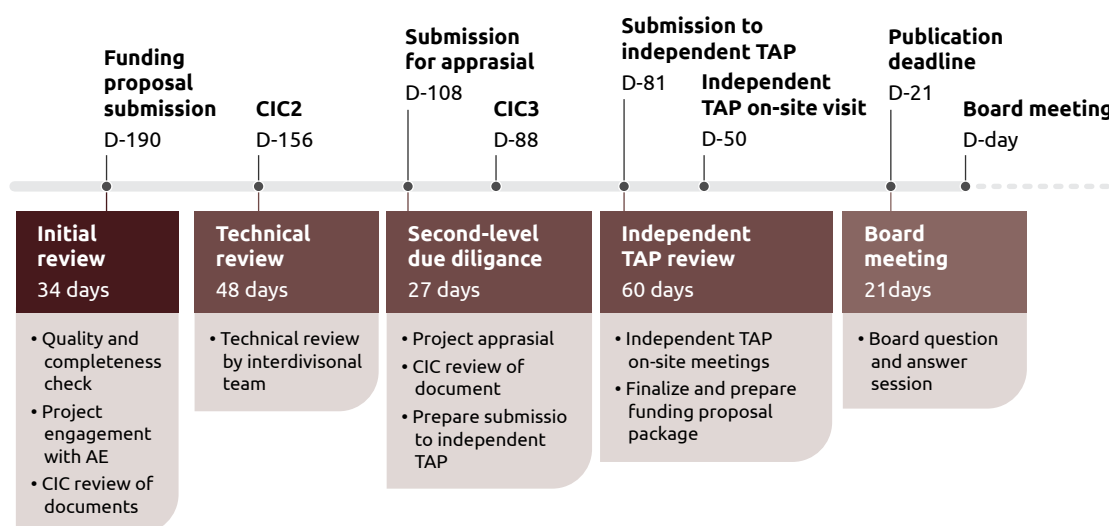 Funding
proposal
submission
D-190
CIC2
D-156
Submission
for apprasial
D-108
CIC3
D-88
Submission to
independent TAP
D-81
Independent
TAP on-site visit
D-50
Publication
deadline
D-21
Board meeting
D-day
Initial
review
34 days
• Quality and
completeness
check
• Project
engagement
with AE
• CIC review of
documents
Technical
review
48 days
• Technical review
by interdivisonal
team
Second-level
due diligance
27 days
• Project apprasial
• CIC review of
document
• Prepare submissio
to independent
TAP
Independent
TAP review
60 days
• Independent TAP
on-site meetings
• Finalize and prepare
funding proposal
package
Board
meeting
21days
• Board question
and answer
session